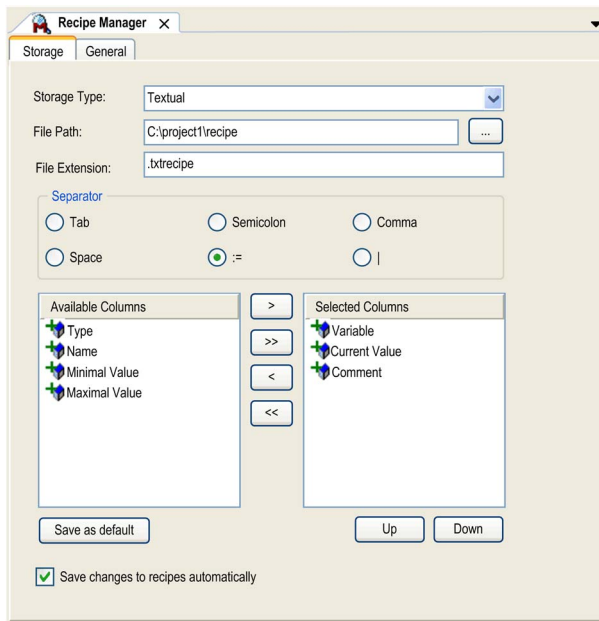 Recipe Manager X
Storage General
Storage Type: Textual
File Path: C:\project1\recipe ...
File Extension: .txtrecipe
Separator
Tab Semicolon Comma
Space := |
Available Columns > Selected Columns
Type Variable
Name >> Current Value
Minimal Value < Comment
Maximal Value
<<
Save as default Up Down
Save changes to recipes automatically